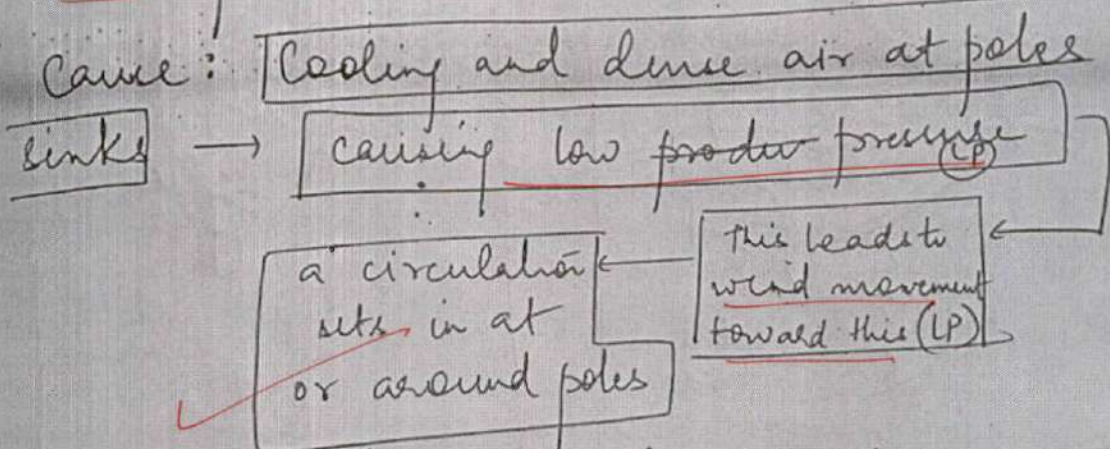 Cause: Cooling and dense air at poles
sinks → causing low produ pressure (LP)
This leads to
wind movement
toward this (LP)
a circulation
sets in at
or around poles